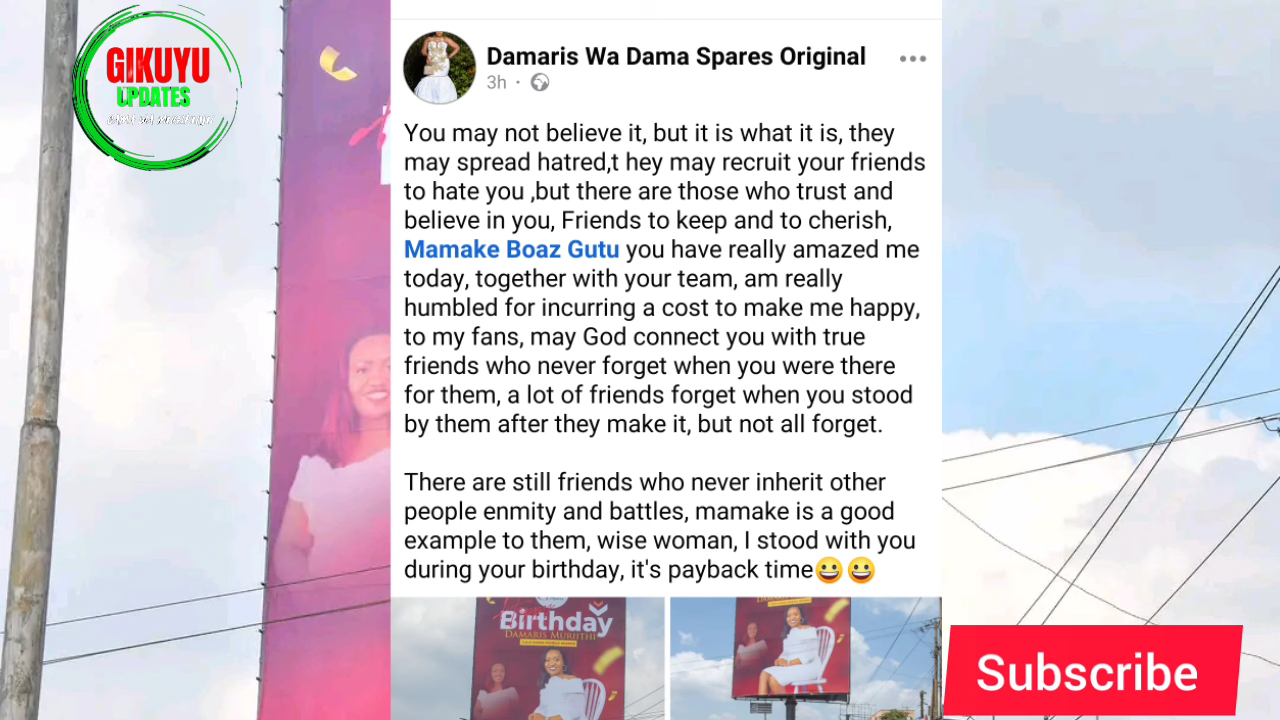 GIKUYU
UPDATES
Damaris Wa Dama Spares Original
3h ·
You may not believe it, but it is what it is, they
may spread hatred,t hey may recruit your friends
to hate you ,but there are those who trust and
believe in you, Friends to keep and to cherish,
Mamake Boaz Gutu you have really amazed me
today, together with your team, am really
humbled for incurring a cost to make me happy,
to my fans, may God connect you with true
friends who never forget when you were there
for them, a lot of friends forget when you stood
by them after they make it, but not all forget.
There are still friends who never inherit other
people enmity and battles, mamake is a good
example to them, wise woman, I stood with you
during your birthday, it's payback time😀😀
Birthday
DAMARIS MURIITHI
Subscribe